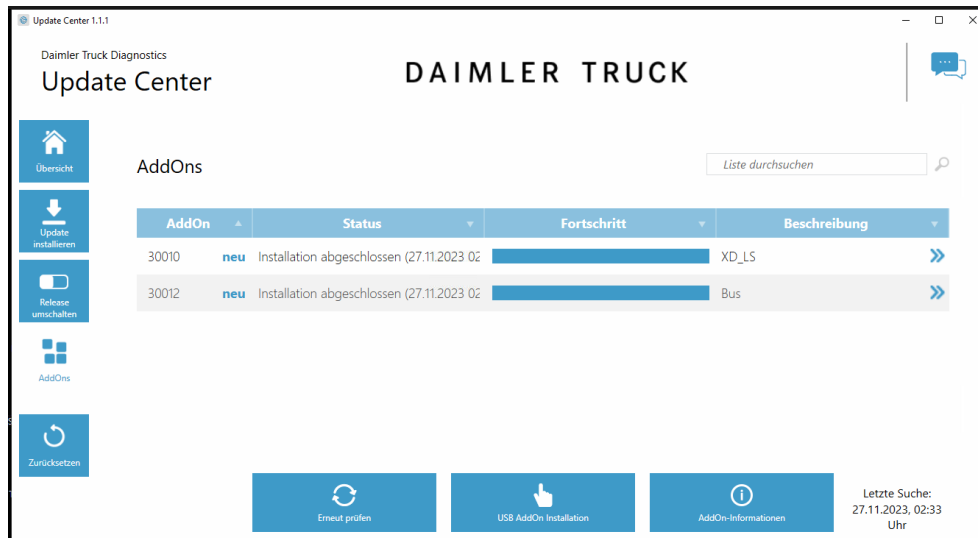 Update Center 1.1.1
Daimler Truck Diagnostics
Update Center
DAIMLER TRUCK
Übersicht
Update
installieren
Release
umschalten
AddOns
Zurücksetzen
AddOns
Liste durchsuchen
AddOn Status Fortschritt Beschreibung
30010 neu Installation abgeschlossen (27.11.2023 02 XD_LS
30012 neu Installation abgeschlossen (27.11.2023 02 Bus
Erneut prüfen
USB AddOn Installation
AddOn-Informationen
Letzte Suche:
27.11.2023, 02:33
Uhr